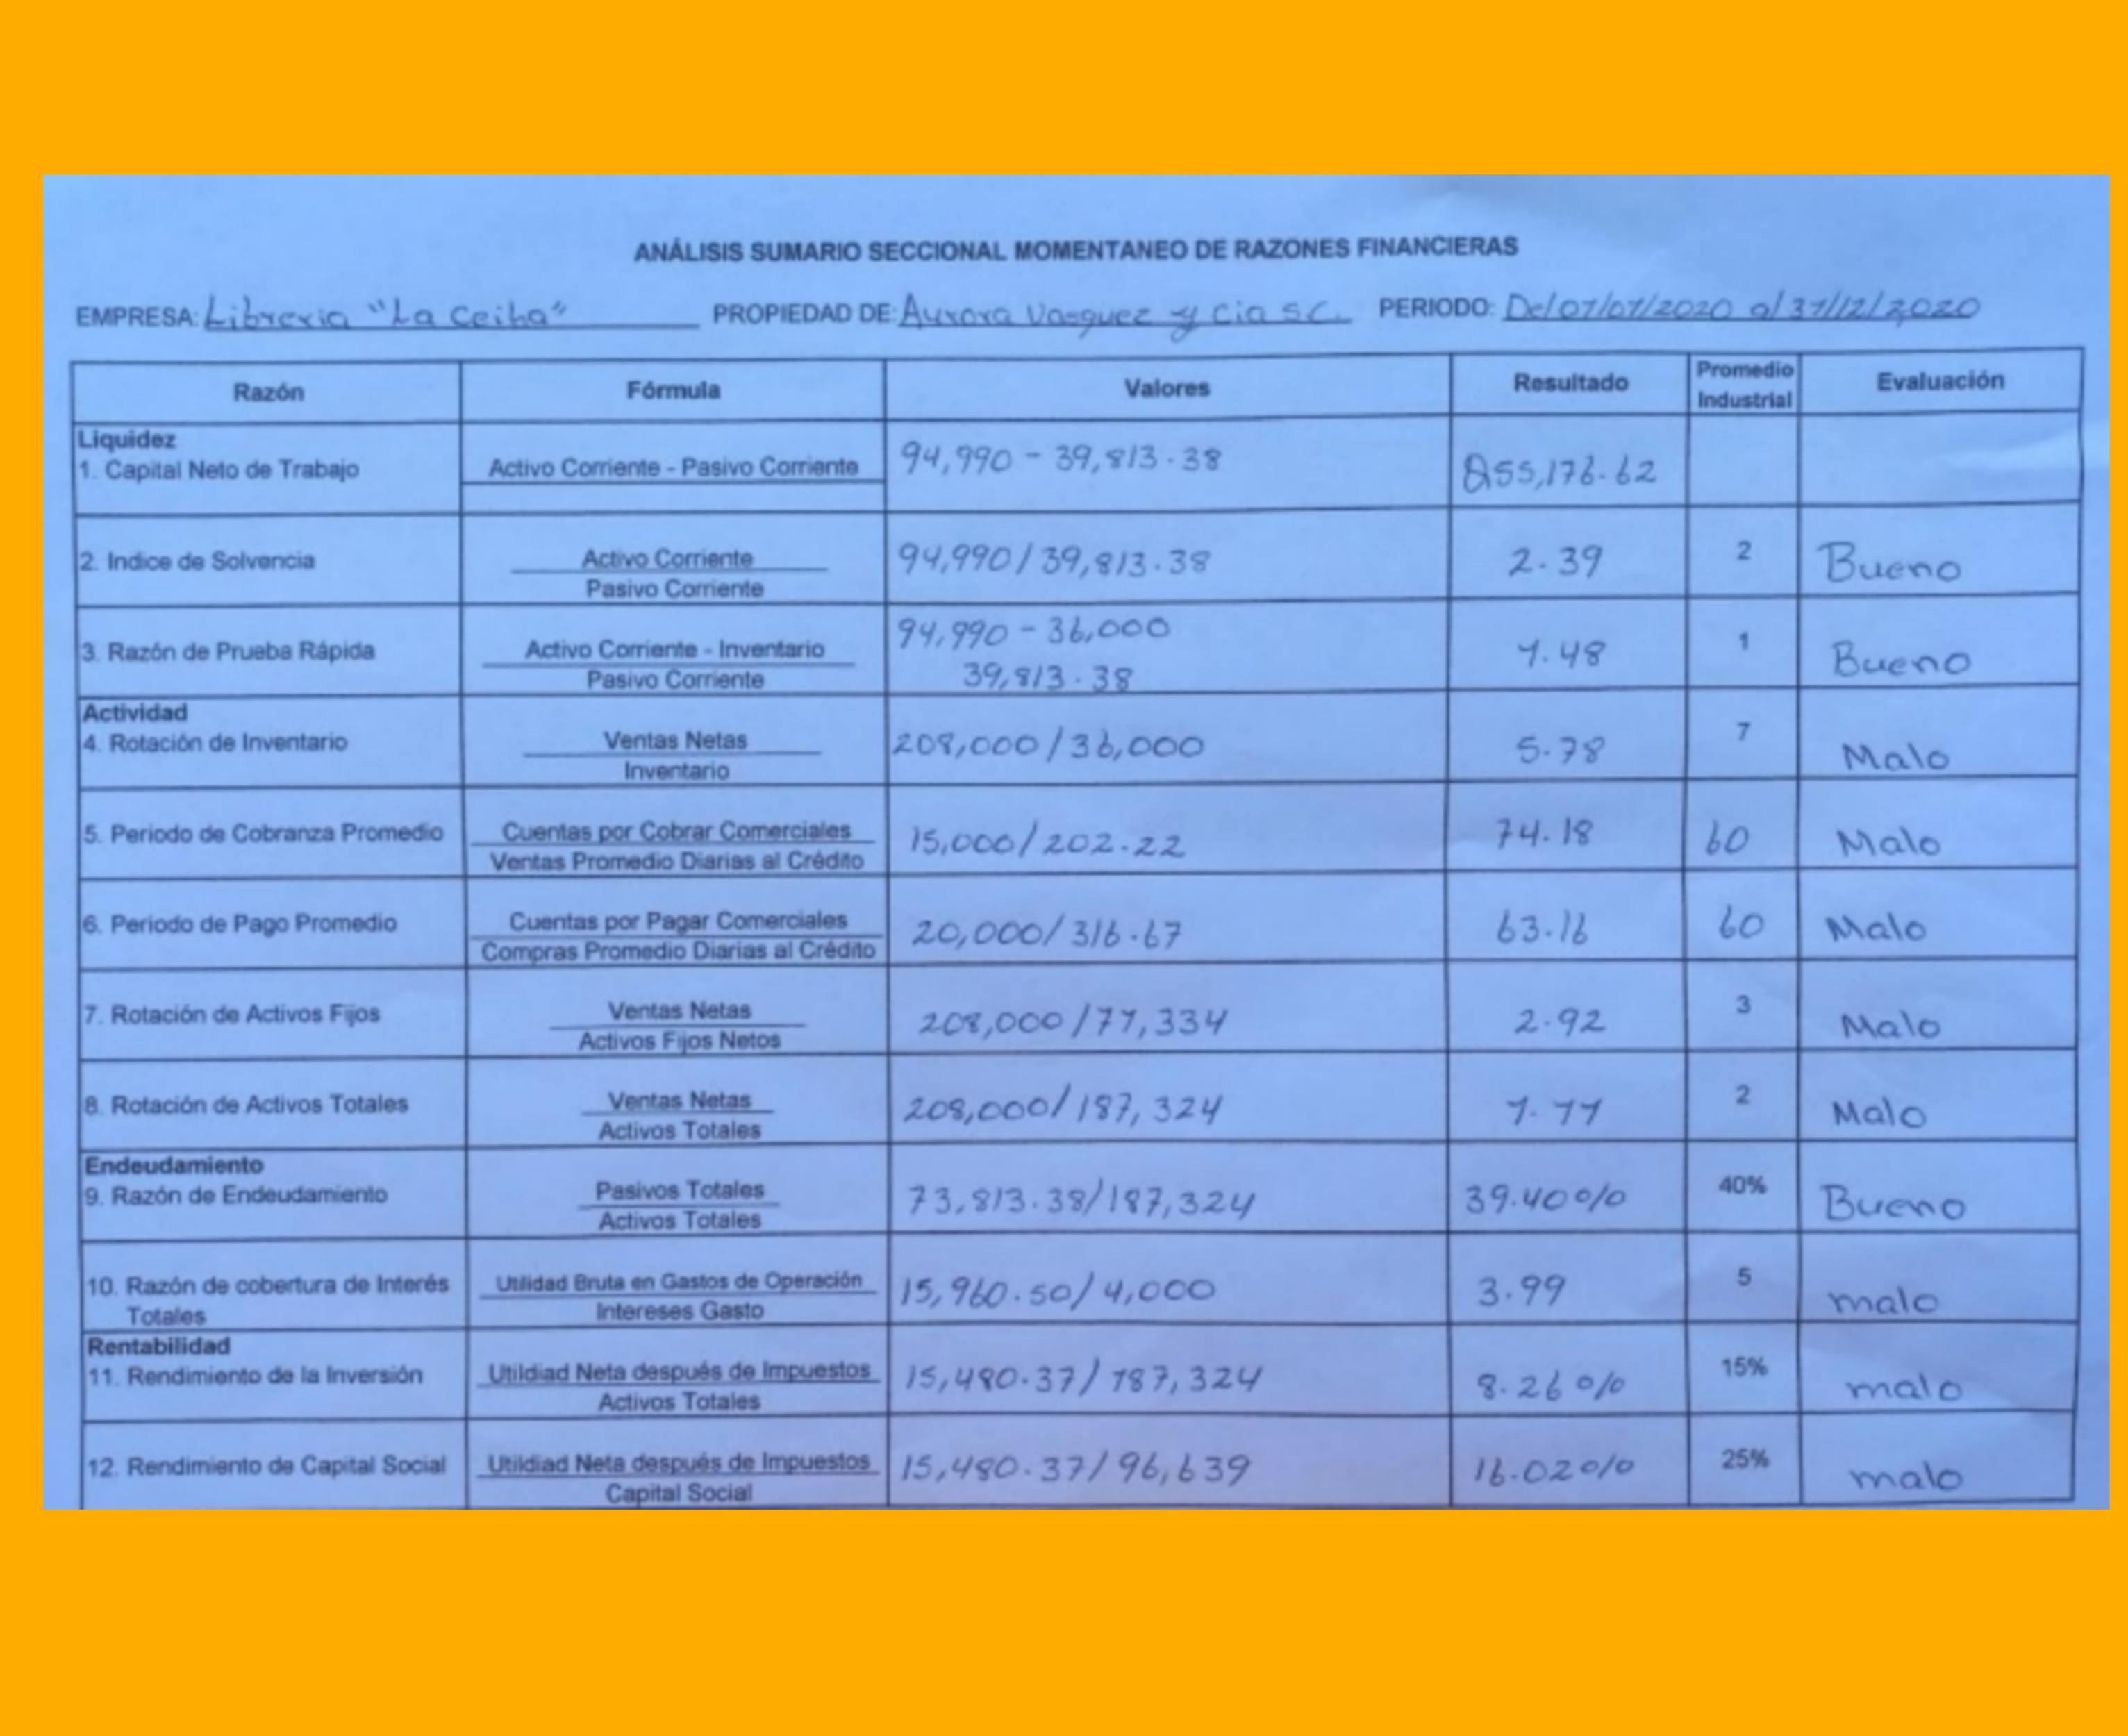 ANÁLISIS SUMARIO SECCIONAL MOMENTANEO DE RAZONES FINANCIERAS
EMPRESA: Libreria "La Ceiba" PROPIEDAD DE: Aurora Vasquez y Cia S.C. PERIODO: Del 01/01/2020 al 31/12/2020
Razón Fórmula Valores Resultado Promedio Industrial Evaluación
Liquidez
1. Capital Neto de Trabajo Activo Corriente - Pasivo Corriente 94,990 - 39,813.38 Q55,176.62
2. Indice de Solvencia Activo Corriente 94,990/39,813.38 2.39 2 Bueno
Pasivo Corriente
3. Razón de Prueba Rápida Activo Corriente - Inventario 94,990 - 36,000 1.48 1 Bueno
Pasivo Corriente 39,813.38
Actividad
4. Rotación de Inventario Ventas Netas 208,000/36,000 5.78 7 Malo
Inventario
5. Periodo de Cobranza Promedio Cuentas por Cobrar Comerciales 15,000/202.22 74.18 60 Malo
Ventas Promedio Diarias al Crédito
6. Periodo de Pago Promedio Cuentas por Pagar Comerciales 20,000/316.67 63.16 60 Malo
Compras Promedio Diarias al Crédito
7. Rotación de Activos Fijos Ventas Netas 208,000/71,334 2.92 3 Malo
Activos Fijos Netos
8. Rotación de Activos Totales Ventas Netas 208,000/187,324 1.11 2 Malo
Activos Totales
Endeudamiento
9. Razón de Endeudamiento Pasivos Totales 73,813.38/187,324 39.40% 40% Bueno
Activos Totales
10. Razón de cobertura de Interés Utilidad Bruta en Gastos de Operación 15,960.50/4,000 3.99 5 malo
Totales Intereses Gasto
Rentabilidad
11. Rendimiento de la Inversión Utildiad Neta después de Impuestos 15,480.37/187,324 8.26% 15% malo
Activos Totales
12. Rendimiento de Capital Social Utildiad Neta después de Impuestos 15,480.37/96,639 16.02% 25% malo
Capital Social